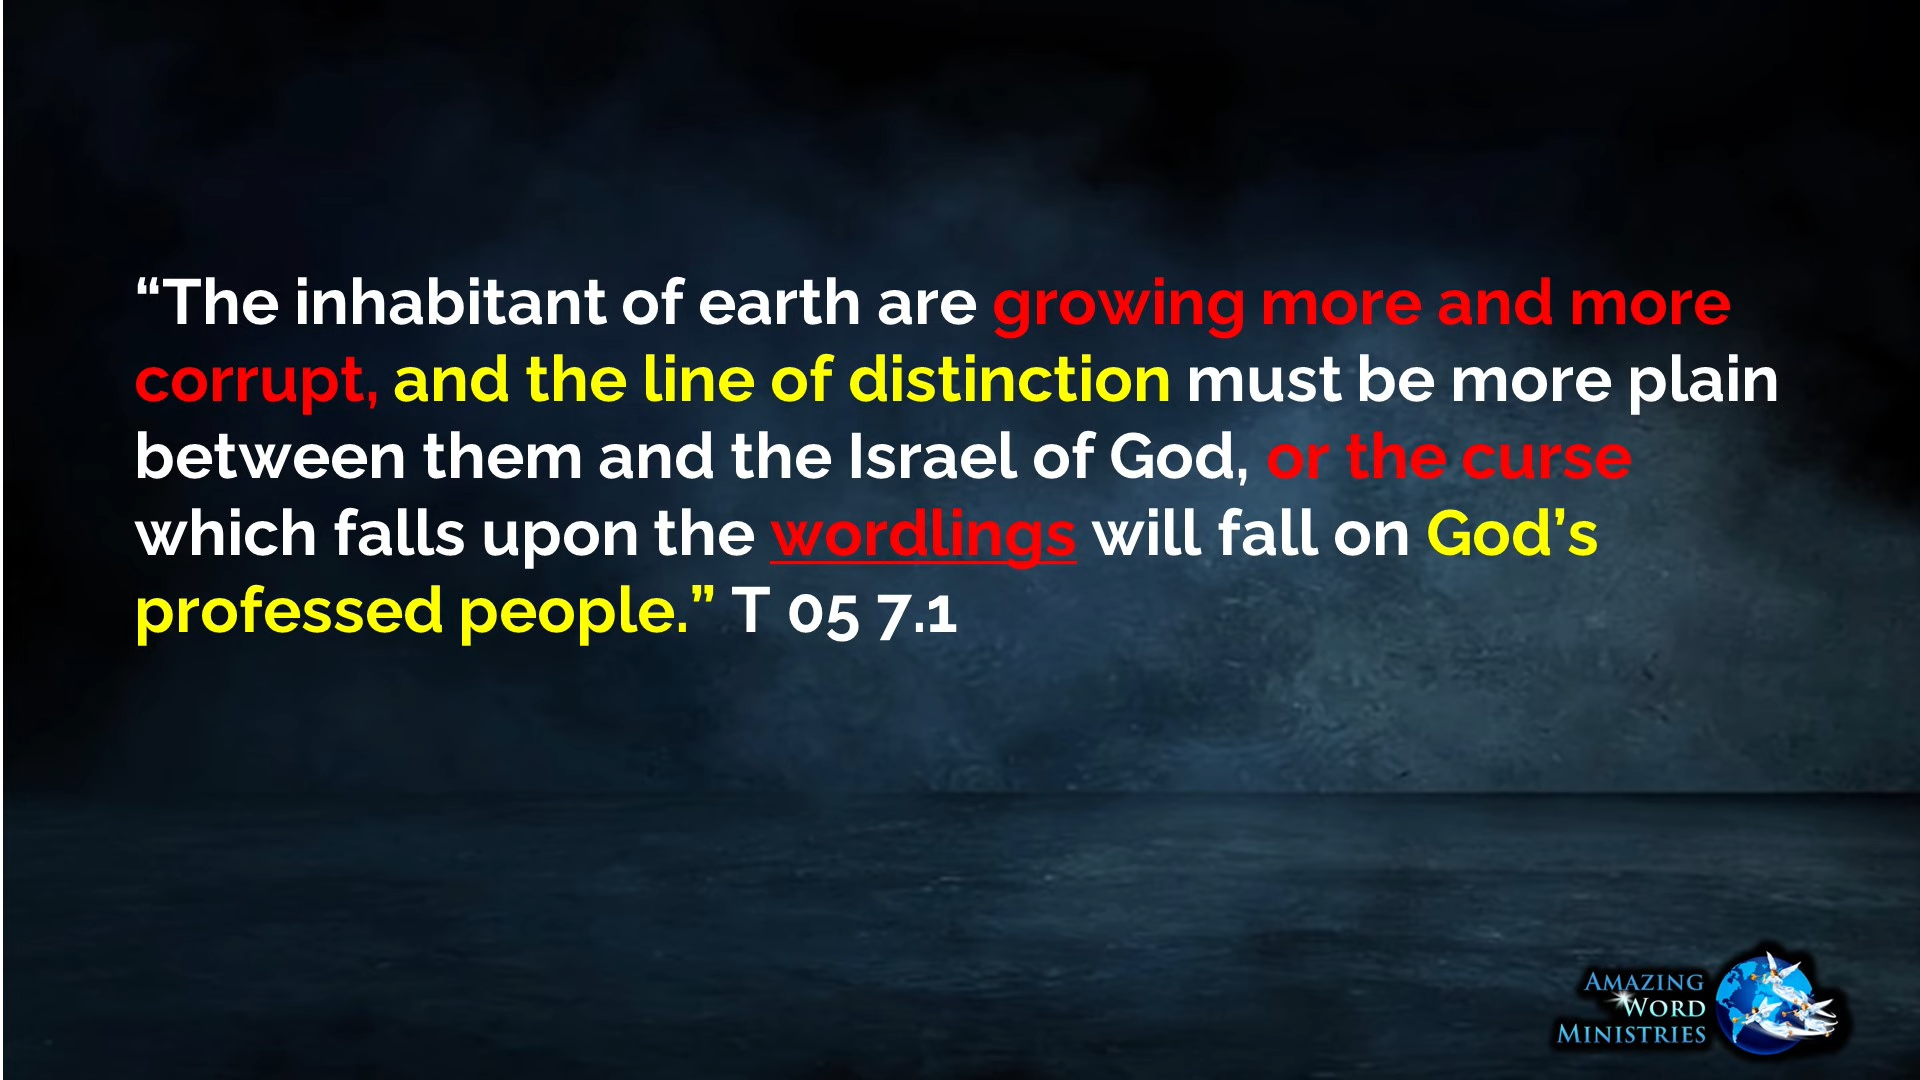 “The inhabitant of earth are growing more and more
corrupt, and the line of distinction must be more plain
between them and the Israel of God, or the curse
which falls upon the wordlings will fall on God’s
professed people.” T 05 7.1
AMAZING
WORD
MINISTRIES